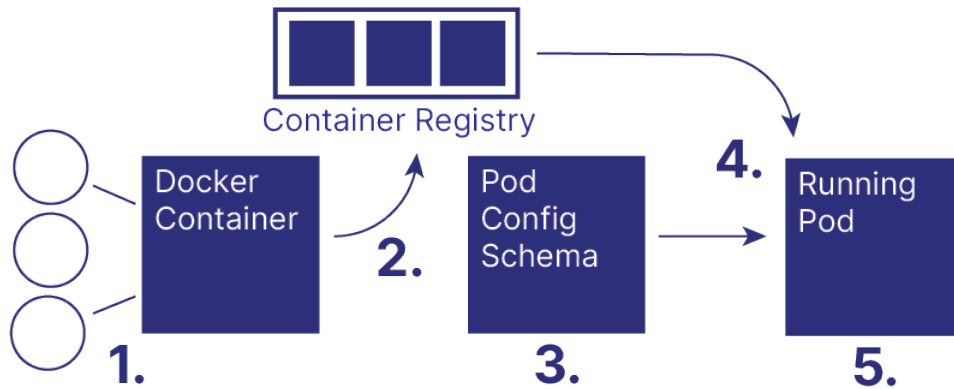 Container Registry
Docker
Container
1.
2.
Pod
Config
Schema
3.
4.
Running
Pod
5.